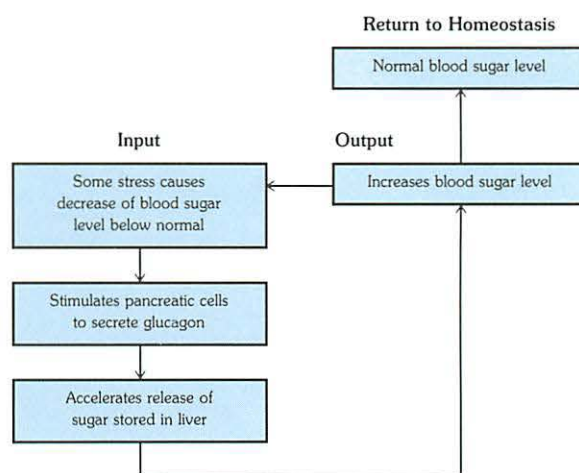 Return to Homeostasis
Normal blood sugar level
Input
Output
Some stress causes
decrease of blood sugar
level below normal
Increases blood sugar level
Stimulates pancreatic cells
to secrete glucagon
Accelerates release of
sugar stored in liver